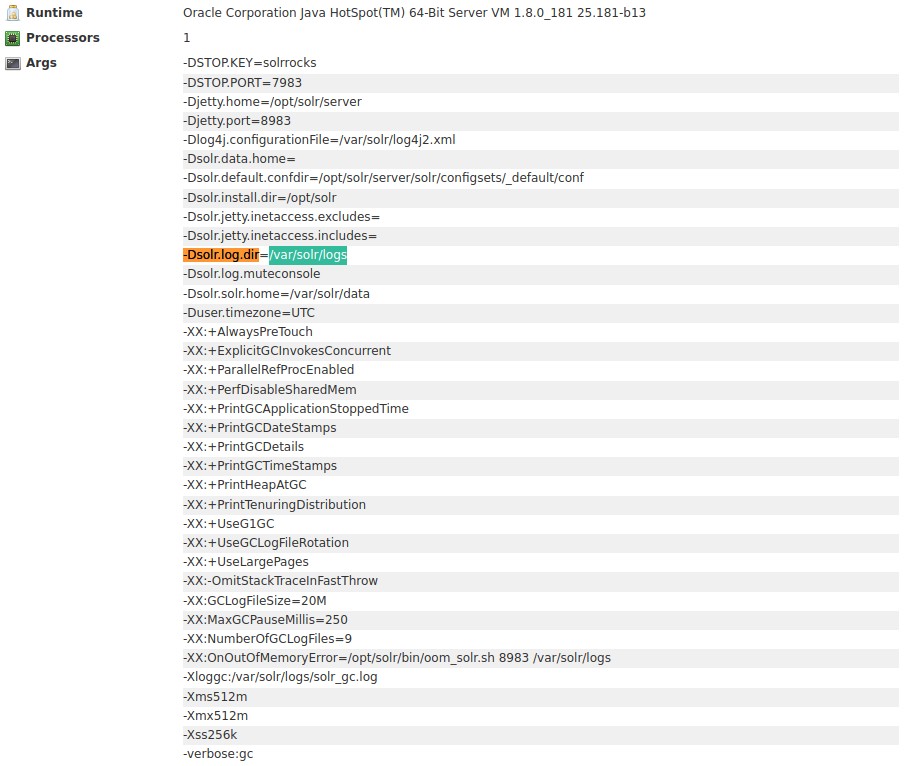 Runtime Oracle Corporation Java HotSpot(TM) 64-Bit Server VM 1.8.0_181 25.181-b13
Processors 1
Args -DSTOP.KEY=solrrocks
-DSTOP.PORT=7983
-Djetty.home=/opt/solr/server
-Djetty.port=8983
-Dlog4j.configurationFile=/var/solr/log4j2.xml
-Dsolr.data.home=
-Dsolr.default.confdir=/opt/solr/server/solr/configsets/_default/conf
-Dsolr.install.dir=/opt/solr
-Dsolr.jetty.inetaccess.excludes=
-Dsolr.jetty.inetaccess.includes=
-Dsolr.log.dir=/var/solr/logs
-Dsolr.log.muteconsole
-Dsolr.solr.home=/var/solr/data
-Duser.timezone=UTC
-XX:+AlwaysPreTouch
-XX:+ExplicitGCInvokesConcurrent
-XX:+ParallelRefProcEnabled
-XX:+PerfDisableSharedMem
-XX:+PrintGCApplicationStoppedTime
-XX:+PrintGCDateStamps
-XX:+PrintGCDetails
-XX:+PrintGCTimeStamps
-XX:+PrintHeapAtGC
-XX:+PrintTenuringDistribution
-XX:+UseG1GC
-XX:+UseGCLogFileRotation
-XX:+UseLargePages
-XX:-OmitStackTraceInFastThrow
-XX:GCLogFileSize=20M
-XX:MaxGCPauseMillis=250
-XX:NumberOfGCLogFiles=9
-XX:OnOutOfMemoryError=/opt/solr/bin/oom_solr.sh 8983 /var/solr/logs
-Xloggc:/var/solr/logs/solr_gc.log
-Xms512m
-Xmx512m
-Xss256k
-verbose:gc